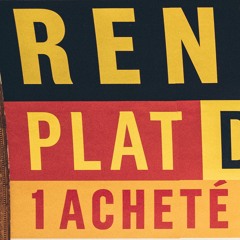 REN
PLAT D
1 ACHETÉ